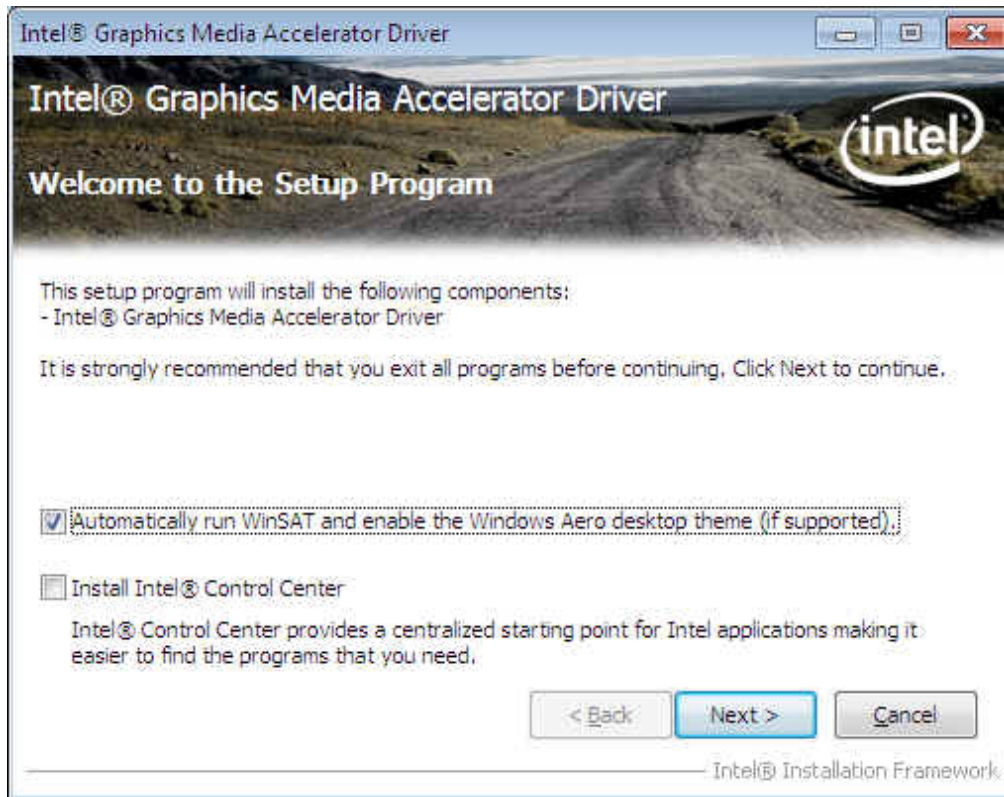 Intel® Graphics Media Accelerator Driver
Intel® Graphics Media Accelerator Driver
intel
Welcome to the Setup Program
This setup program will install the following components:
- Intel® Graphics Media Accelerator Driver
It is strongly recommended that you exit all programs before continuing. Click Next to continue.
Automatically run WinSAT and enable the Windows Aero desktop theme (if supported).
Install Intel® Control Center
Intel® Control Center provides a centralized starting point for Intel applications making it
easier to find the programs that you need.
< Back Next > Cancel
Intel® Installation Framework